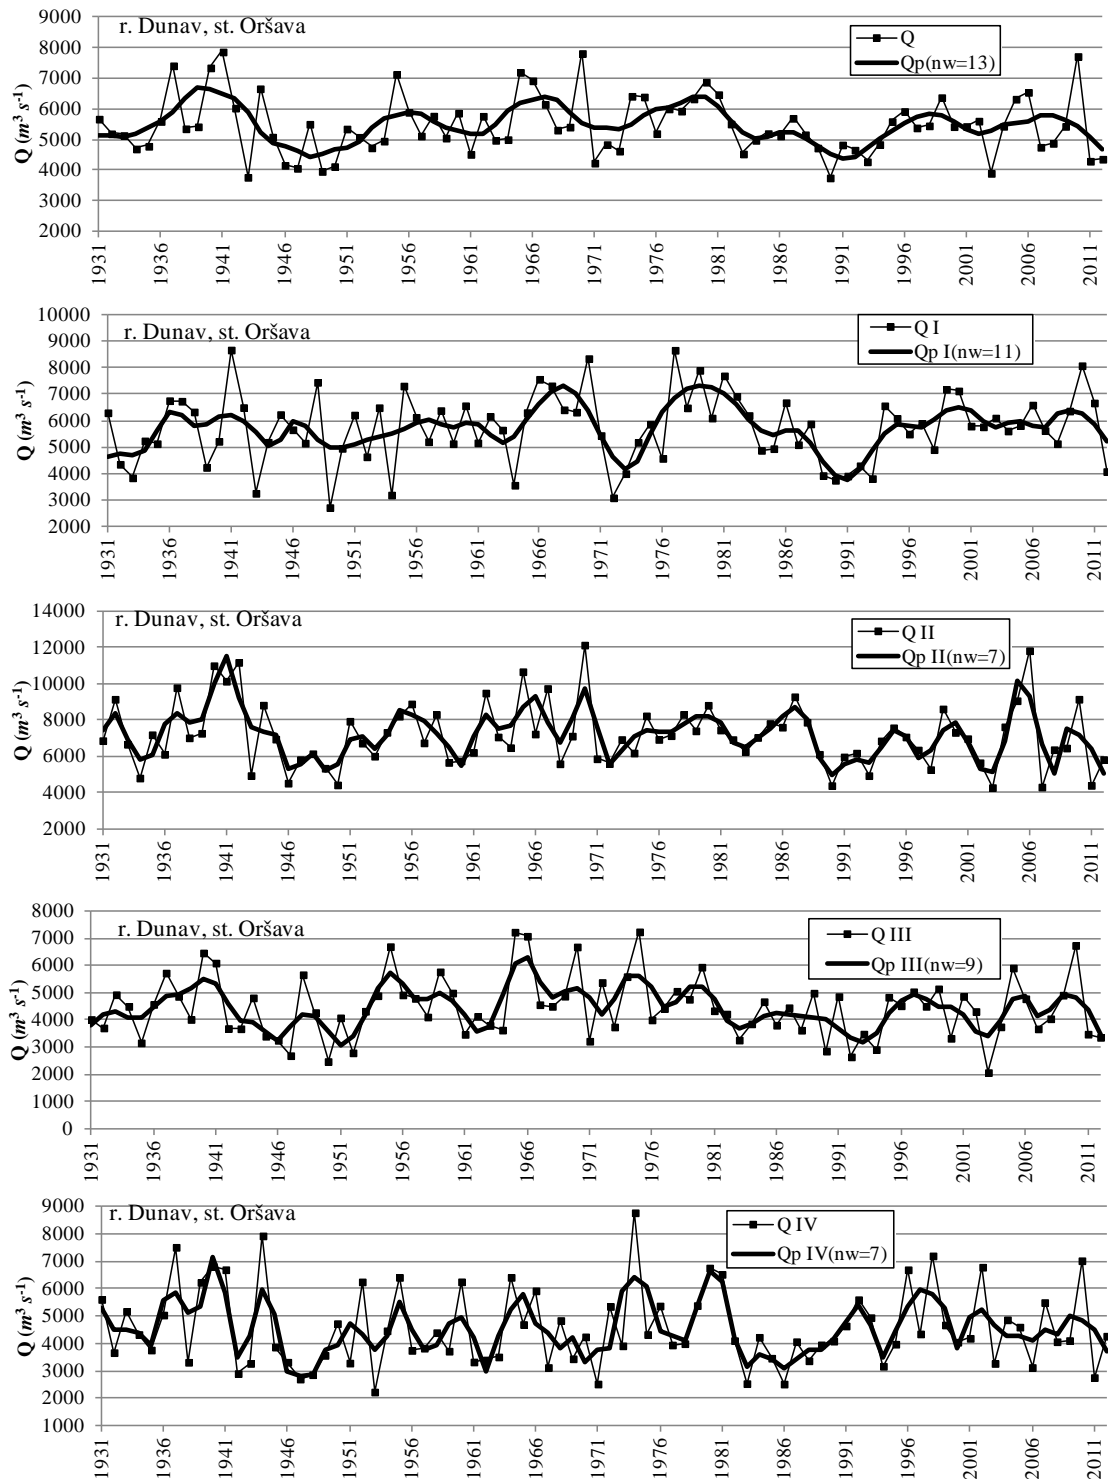 r. Dunav, st. Oršava
Q
Qp(nw=13)
Q (m³ s⁻¹)
9000
8000
7000
6000
5000
4000
3000
2000
1931 1936 1941 1946 1951 1956 1961 1966 1971 1976 1981 1986 1991 1996 2001 2006 2011
r. Dunav, st. Oršava
Q I
Qp I(nw=11)
Q (m³ s⁻¹)
10000
9000
8000
7000
6000
5000
4000
3000
2000
1931 1936 1941 1946 1951 1956 1961 1966 1971 1976 1981 1986 1991 1996 2001 2006 2011
r. Dunav, st. Oršava
Q II
Qp II(nw=7)
Q (m³ s⁻¹)
14000
12000
10000
8000
6000
4000
2000
1931 1936 1941 1946 1951 1956 1961 1966 1971 1976 1981 1986 1991 1996 2001 2006 2011
r. Dunav, st. Oršava
Q III
Qp III(nw=9)
Q (m³ s⁻¹)
8000
7000
6000
5000
4000
3000
2000
1000
0
1931 1936 1941 1946 1951 1956 1961 1966 1971 1976 1981 1986 1991 1996 2001 2006 2011
r. Dunav, st. Oršava
Q IV
Qp IV(nw=7)
Q (m³ s⁻¹)
9000
8000
7000
6000
5000
4000
3000
2000
1000
1931 1936 1941 1946 1951 1956 1961 1966 1971 1976 1981 1986 1991 1996 2001 2006 2011